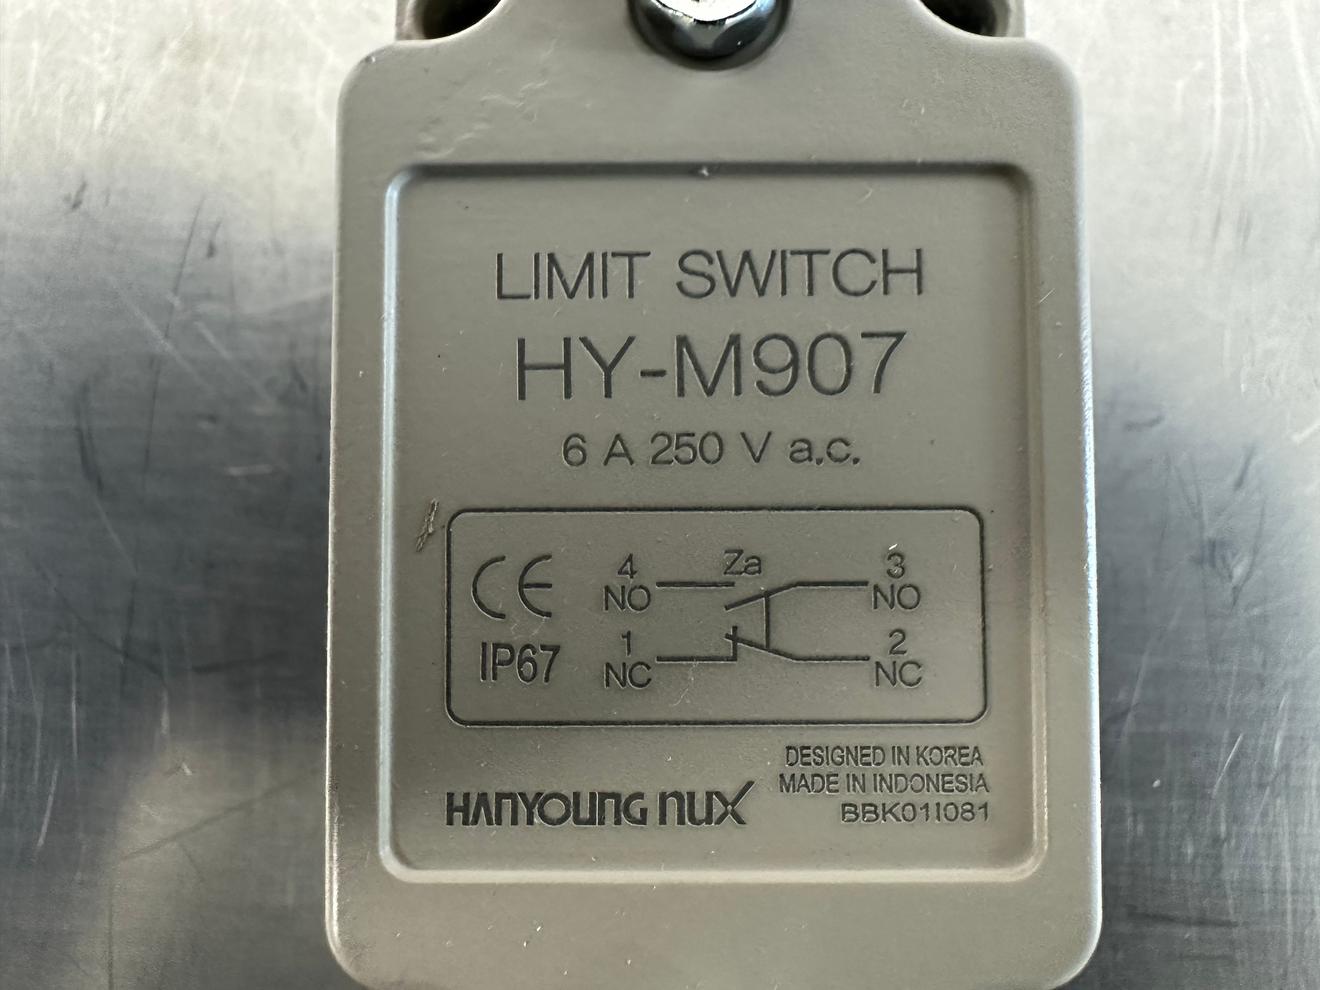 LIMIT SWITCH
HY-M907
6 A 250 V a.c.
CE
IP67
4 Za 3
NO NO
1 2
NC NC
DESIGNED IN KOREA
MADE IN INDONESIA
HANYOUNG NUX BBK01I081